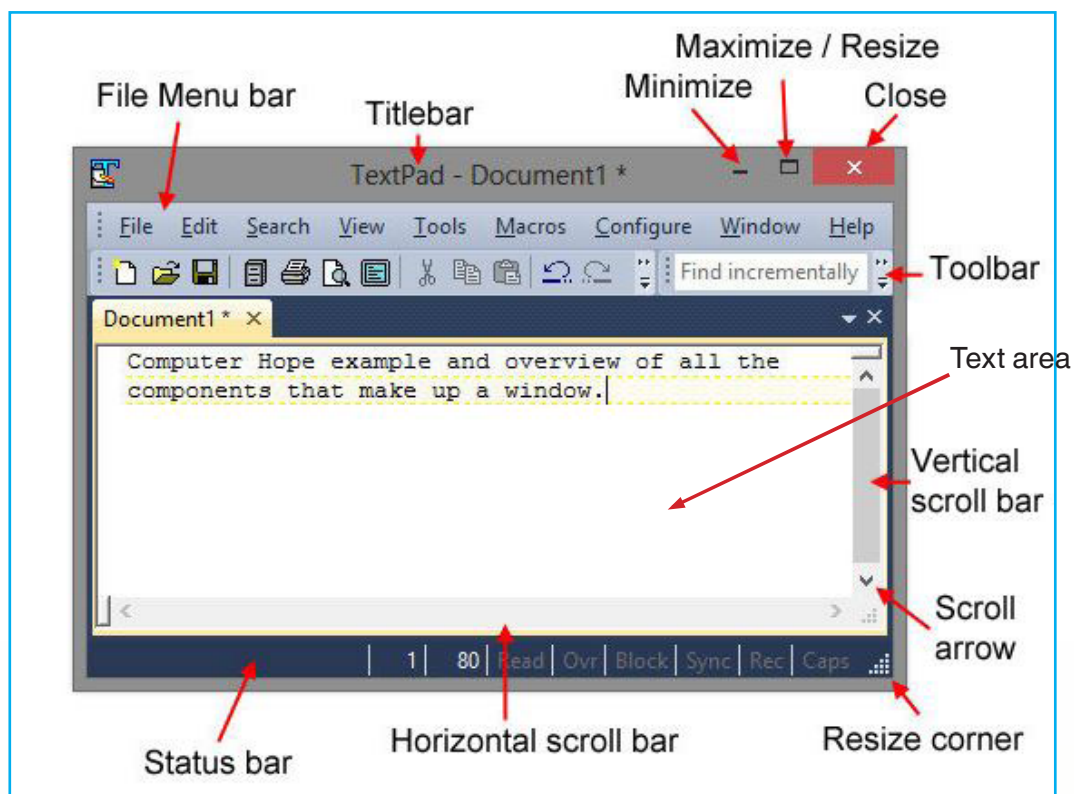 Maximize / Resize
Minimize
Close
File Menu bar
Titlebar
TextPad - Document1 *
File Edit Search View Tools Macros Configure Window Help
Find incrementally
Toolbar
Document1 *
Computer Hope example and overview of all the
components that make up a window.
Text area
Vertical
scroll bar
Scroll
arrow
1 80 Read Ovr Block Sync Rec Caps
Status bar
Horizontal scroll bar
Resize corner